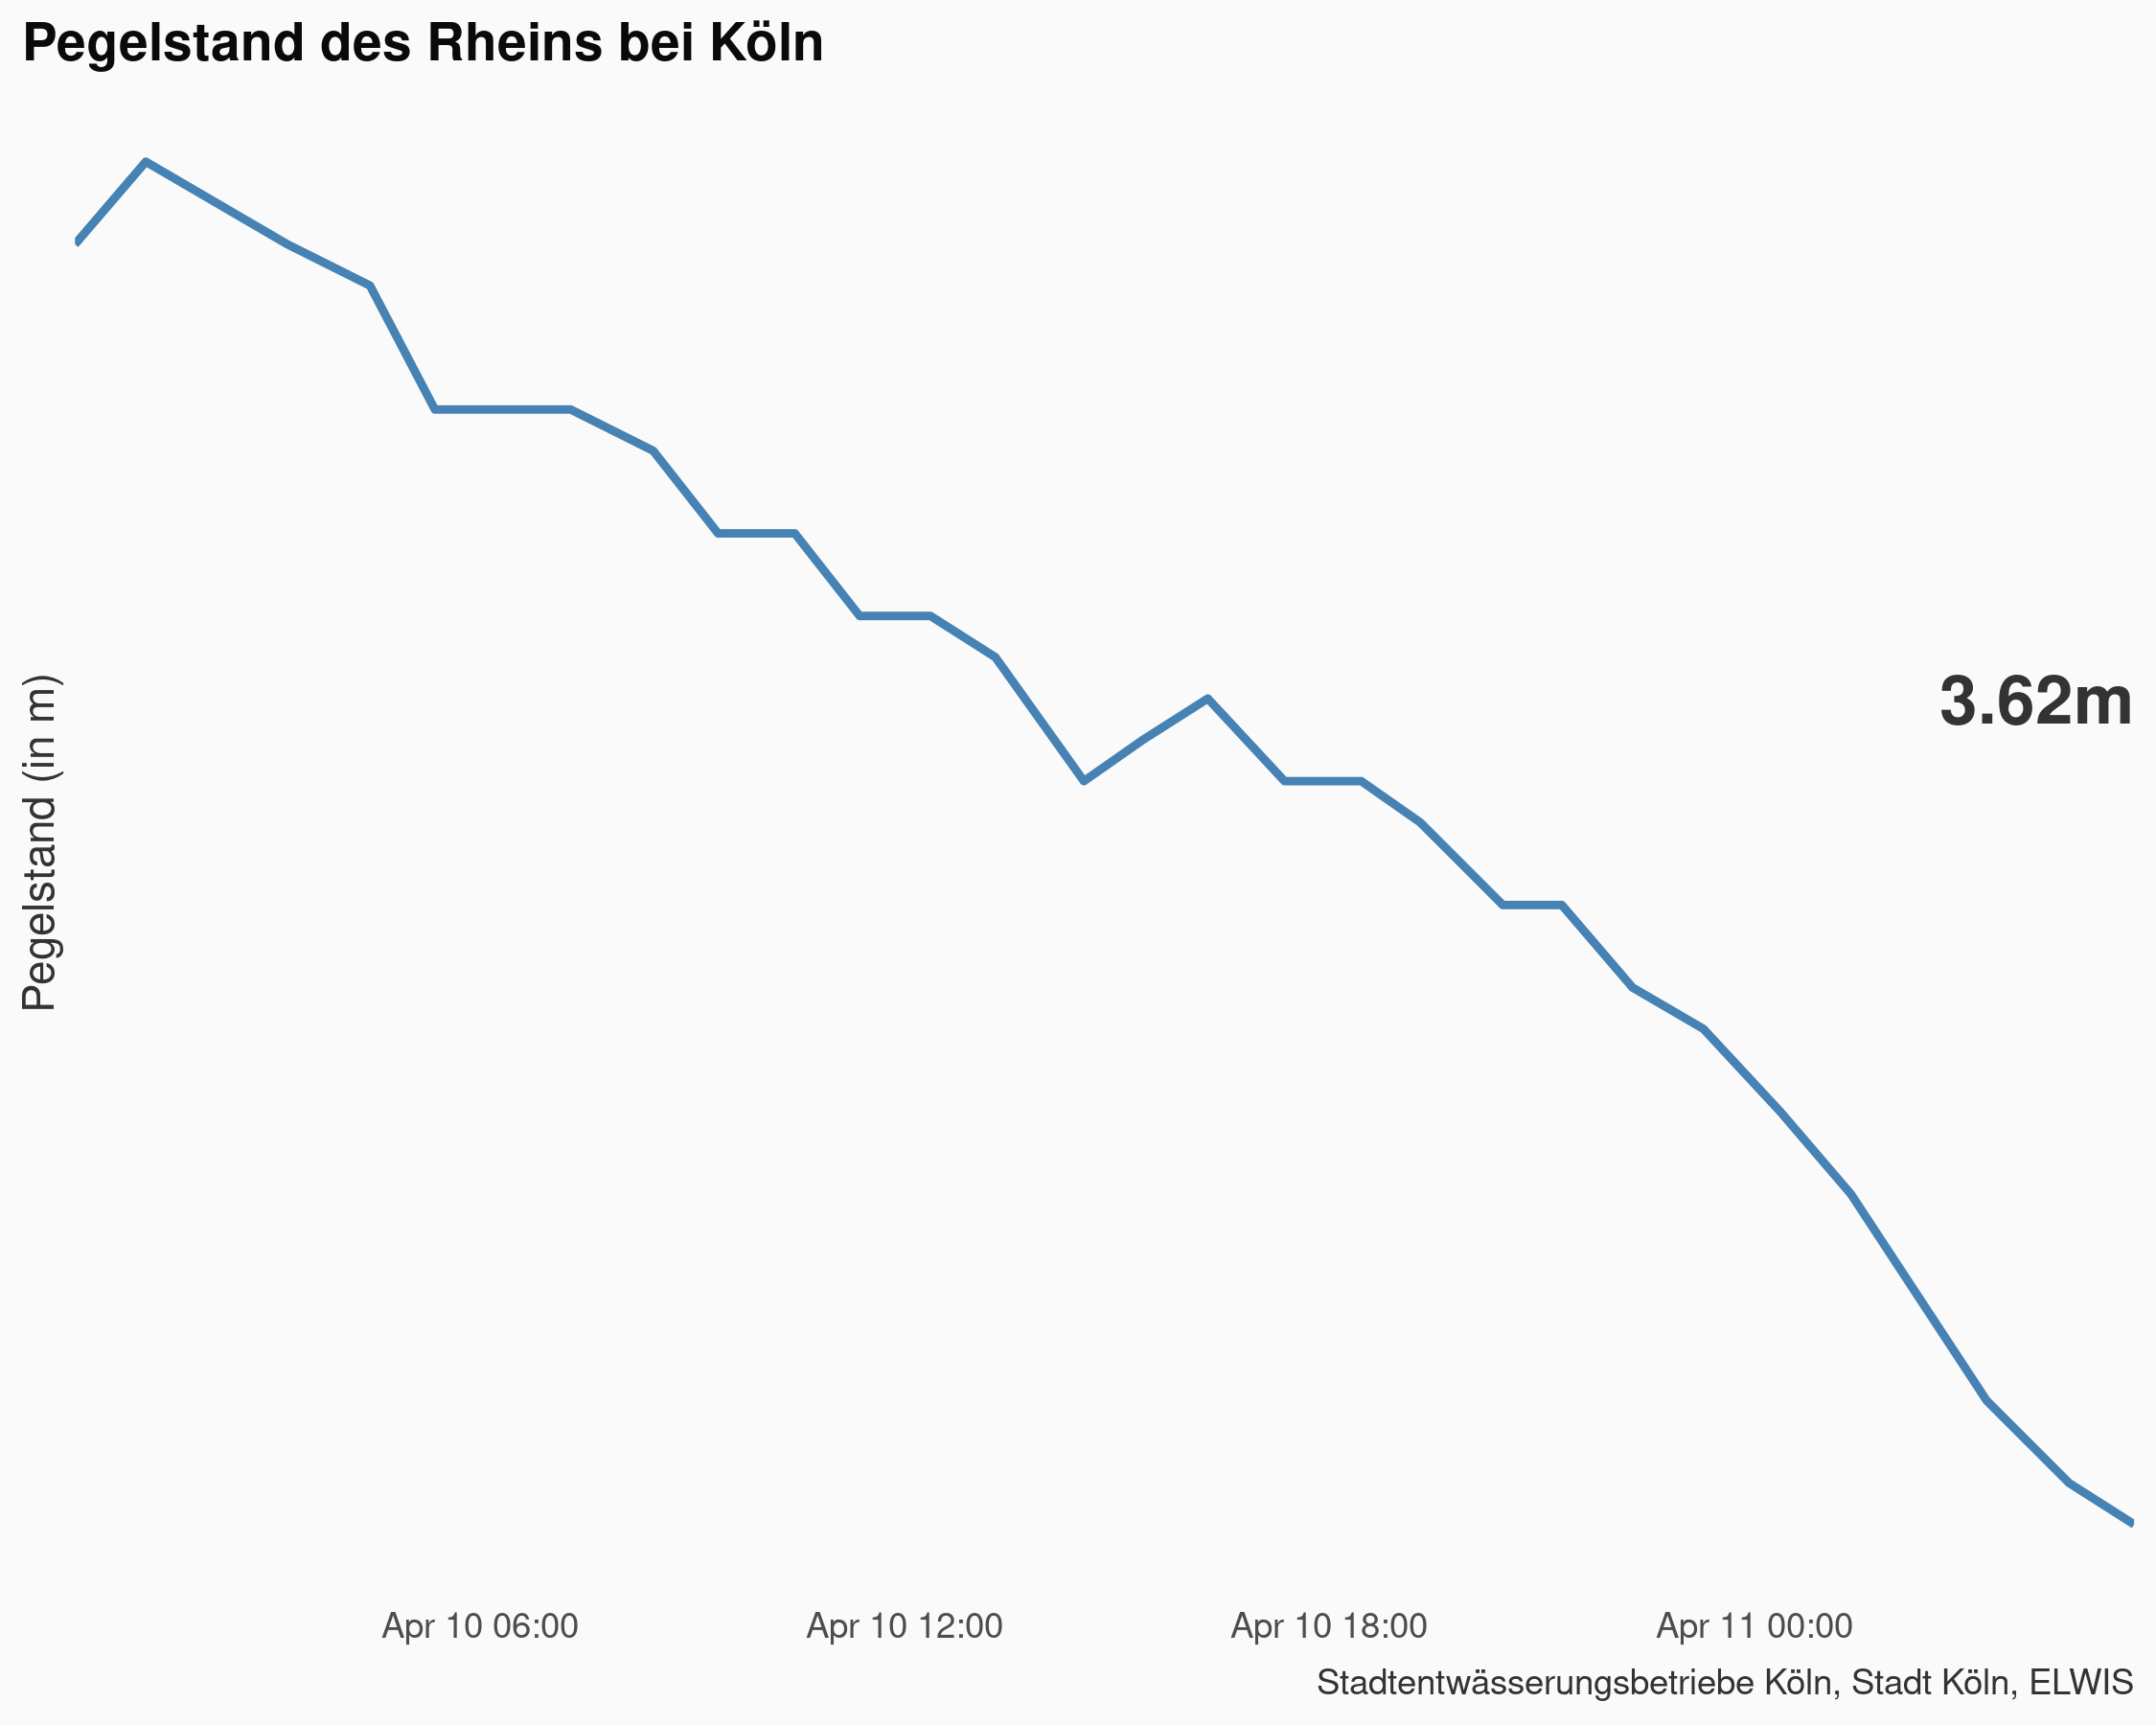 Pegelstand des Rheins bei Köln
Pegelstand (in m)
3.62m
Apr 10 06:00 Apr 10 12:00 Apr 10 18:00 Apr 11 00:00
Stadtentwässerungsbetriebe Köln, Stadt Köln, ELWIS